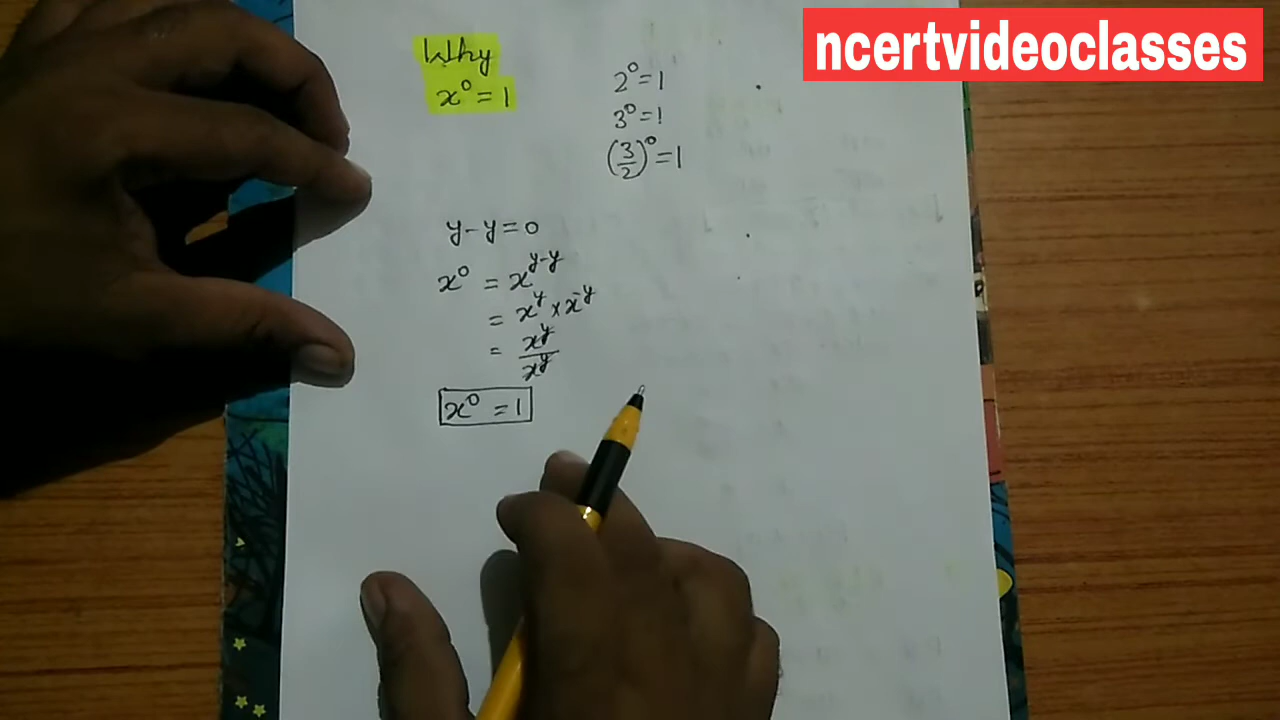 ncertvideoclasses
Why
x⁰ = 1
2⁰ = 1
3⁰ = 1
(3/2)⁰ = 1
y - y = 0
x⁰ = x^(y-y)
= x^y × x^-y
= x^y / x^y
x⁰ = 1